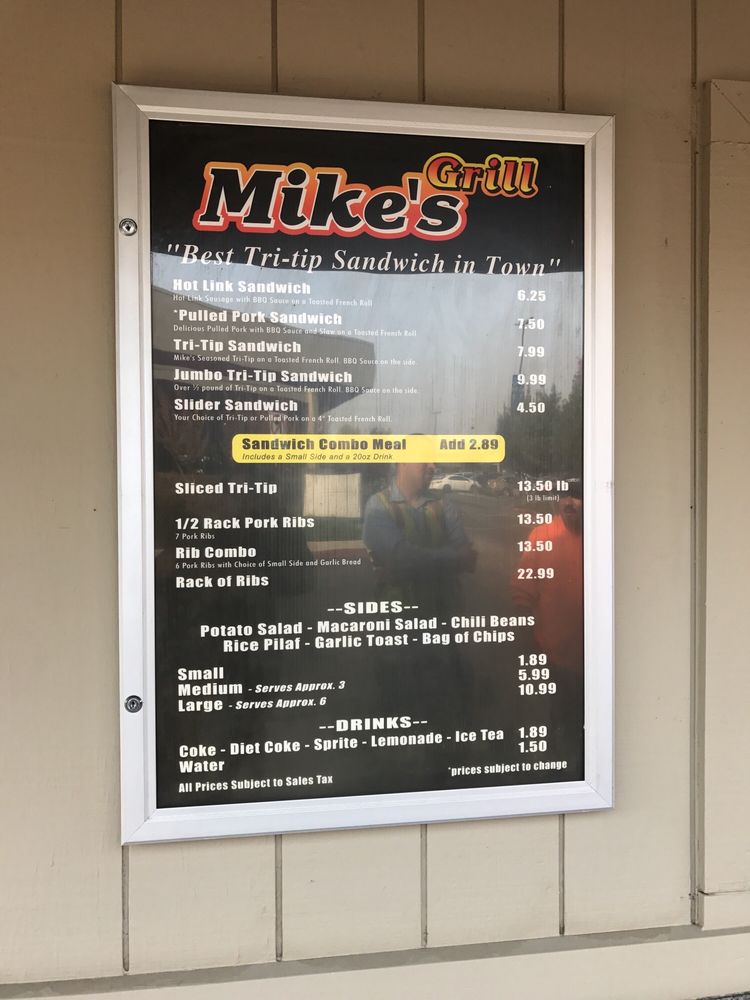 Mike's Grill
"Best Tri-tip Sandwich in Town"
Hot Link Sandwich 6.25
Hot Link Sausage with BBQ Sauce on a Toasted French Roll
*Pulled Pork Sandwich 7.50
Delicious Pulled Pork with BBQ Sauce and Slaw on a Toasted French Roll
Tri-Tip Sandwich 7.99
Mike's Seasoned Tri-Tip on a Toasted French Roll. BBQ Sauce on the side.
Jumbo Tri-Tip Sandwich 9.99
Over ½ pound of Tri-Tip on a Toasted French Roll. BBQ Sauce on the side.
Slider Sandwich 4.50
Your Choice of Tri-Tip or Pulled Pork on a 4" Toasted French Roll.
Sandwich Combo Meal Add 2.89
Includes a Small Side and a 20oz Drink
Sliced Tri-Tip 13.50 lb
(3 lb limit)
1/2 Rack Pork Ribs 13.50
7 Pork Ribs
Rib Combo 13.50
6 Pork Ribs with Choice of Small Side and Garlic Bread
Rack of Ribs 22.99
--SIDES--
Potato Salad - Macaroni Salad - Chili Beans
Rice Pilaf - Garlic Toast - Bag of Chips
Small 1.89
Medium - Serves Approx. 3 5.99
Large - Serves Approx. 6 10.99
--DRINKS--
Coke - Diet Coke - Sprite - Lemonade - Ice Tea 1.89
Water 1.50
All Prices Subject to Sales Tax *prices subject to change